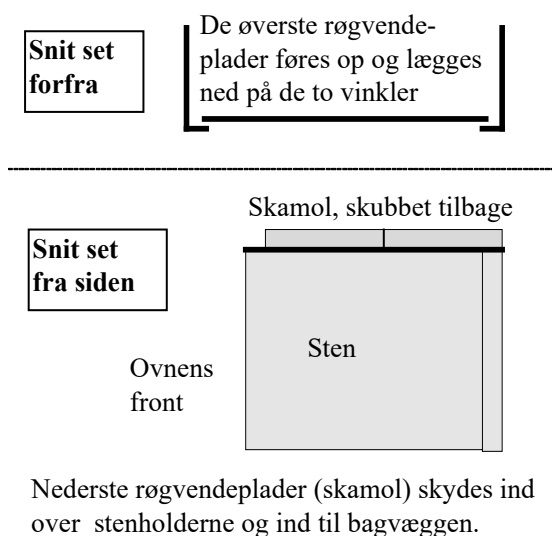 Snit set
forfra
De øverste røgvende-
plader føres op og lægges
ned på de to vinkler
Skamol, skubbet tilbage
Snit set
fra siden
Sten
Ovnens
front
Nederste røgvendeplader (skamol) skydes ind
over stenholderne og ind til bagvæggen.